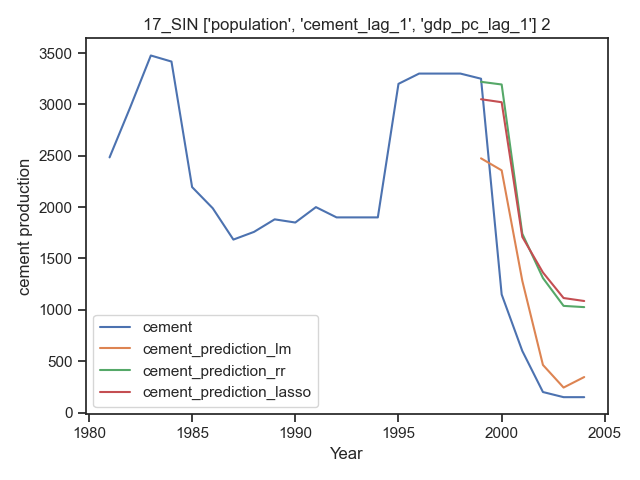 17_SIN ['population', 'cement_lag_1', 'gdp_pc_lag_1'] 2
cement production
3500
3000
2500
2000
1500
1000
500
0
cement
cement_prediction_lm
cement_prediction_rr
cement_prediction_lasso
1980
1985
1990
1995
2000
2005
Year